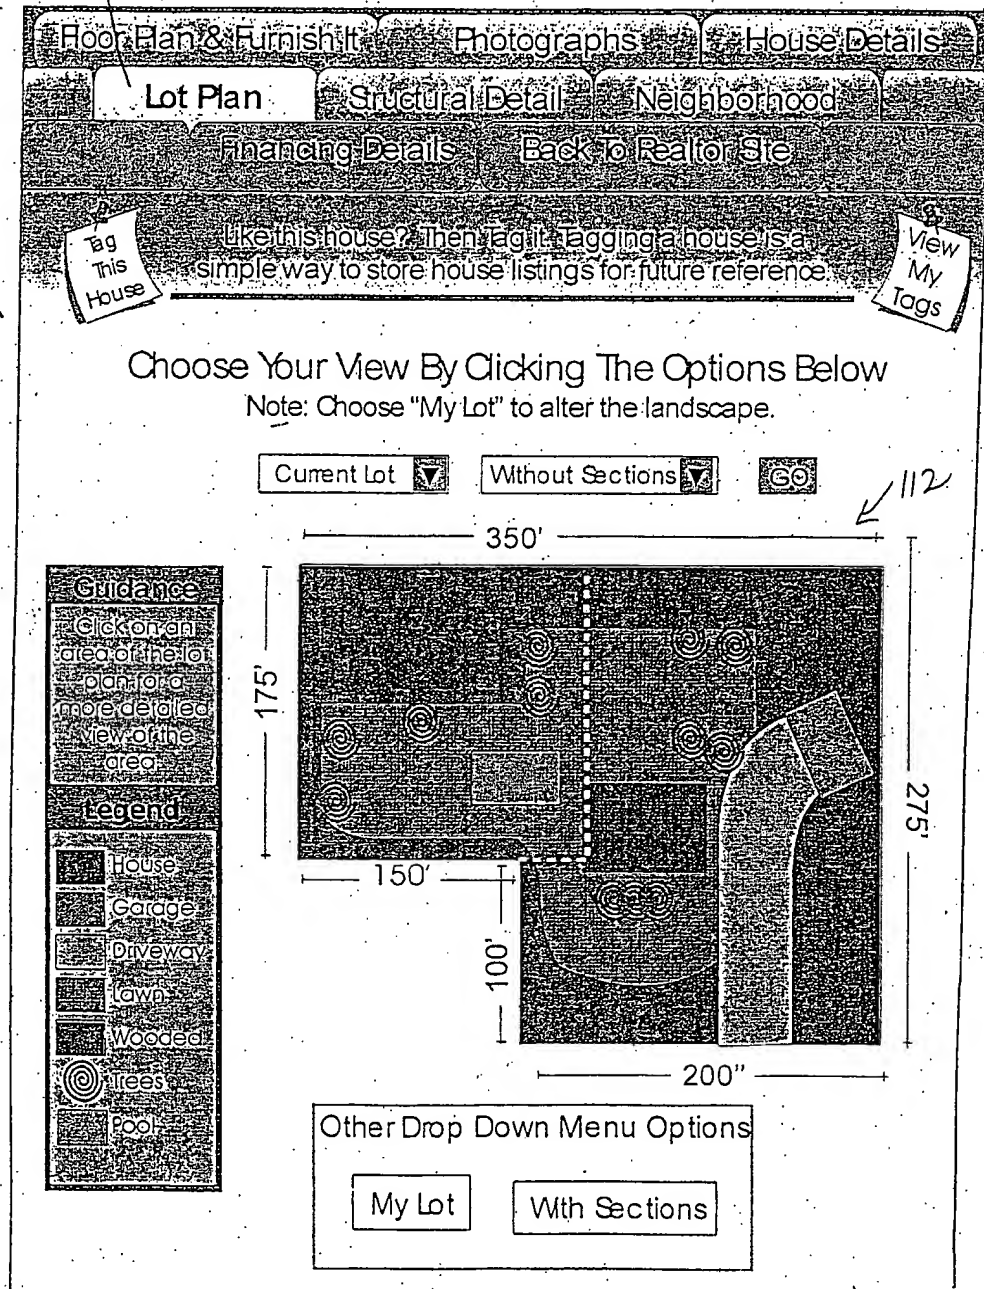 Floor Plan & Furnish It Photographs House Details
Lot Plan Structural Detail Neighborhood
Financing Details Back To Realtor Site
Tag
This
House
Like this house? Then Tag it. Tagging a house is a
simple way to store house listings for future reference.
View
My
Tags
Choose Your View By Clicking The Options Below
Note: Choose "My Lot" to alter the landscape.
Current Lot Without Sections GO
112
350'
Guidance
Click on an
area of the lot
plan for a
more detailed
view of the
area.
175'
275'
Legend
House
Garage
Driveway
Lawn
Wooded
Trees
Pool
150'
100'
200"
Other Drop Down Menu Options
My Lot With Sections